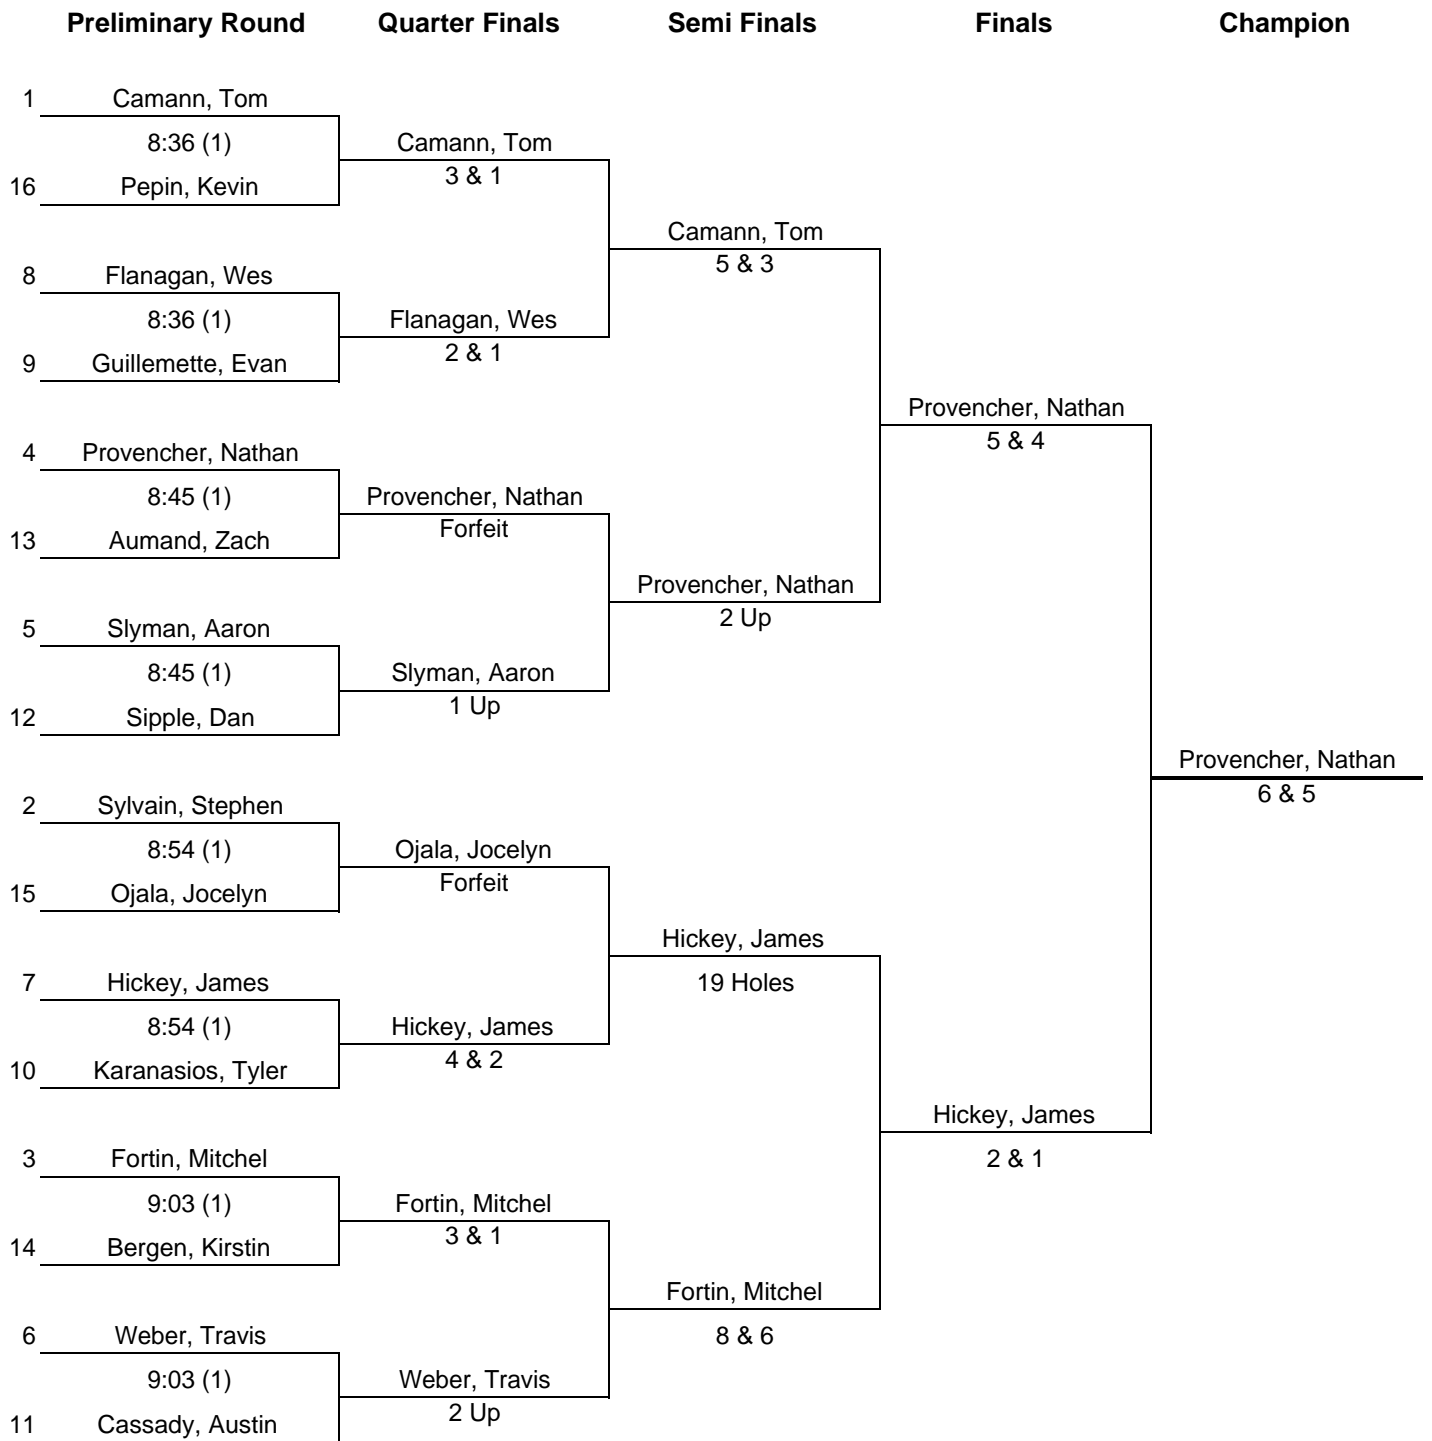 Preliminary Round Quarter Finals Semi Finals Finals Champion
1 Camann, Tom
8:36 (1) Camann, Tom
3 & 1
16 Pepin, Kevin
Camann, Tom
5 & 3
8 Flanagan, Wes
8:36 (1) Flanagan, Wes
2 & 1
9 Guillemette, Evan
Provencher, Nathan
5 & 4
4 Provencher, Nathan
8:45 (1) Provencher, Nathan
Forfeit
13 Aumand, Zach
Provencher, Nathan
2 Up
5 Slyman, Aaron
8:45 (1) Slyman, Aaron
1 Up
12 Sipple, Dan
Provencher, Nathan
6 & 5
2 Sylvain, Stephen
8:54 (1) Ojala, Jocelyn
Forfeit
15 Ojala, Jocelyn
Hickey, James
19 Holes
7 Hickey, James
8:54 (1) Hickey, James
4 & 2
10 Karanasios, Tyler
Hickey, James
2 & 1
3 Fortin, Mitchel
9:03 (1) Fortin, Mitchel
3 & 1
14 Bergen, Kirstin
Fortin, Mitchel
8 & 6
6 Weber, Travis
9:03 (1) Weber, Travis
2 Up
11 Cassady, Austin